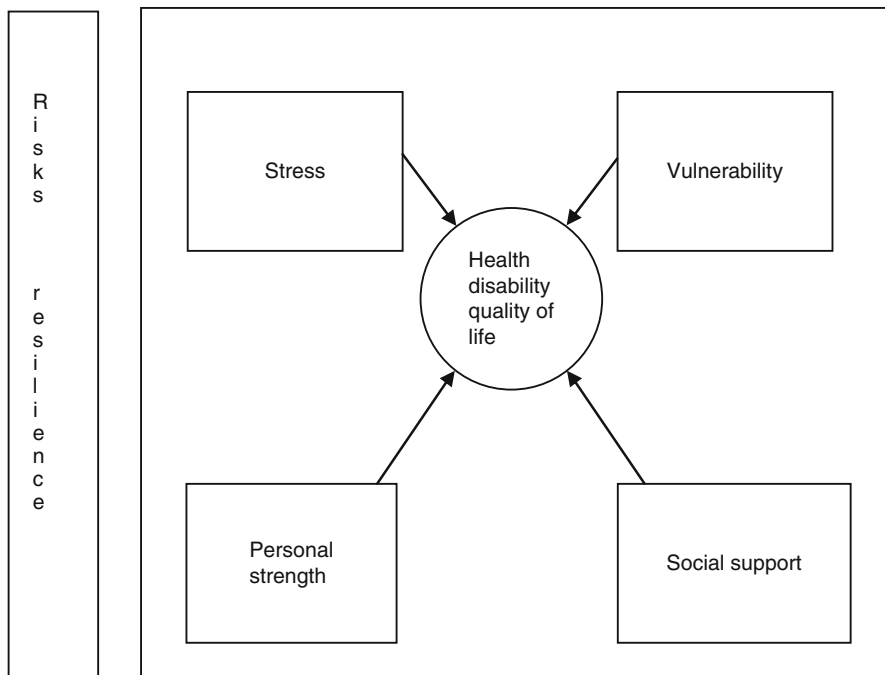 Risks
resilience
Stress
Vulnerability
Health
disability
quality of
life
Personal
strength
Social support